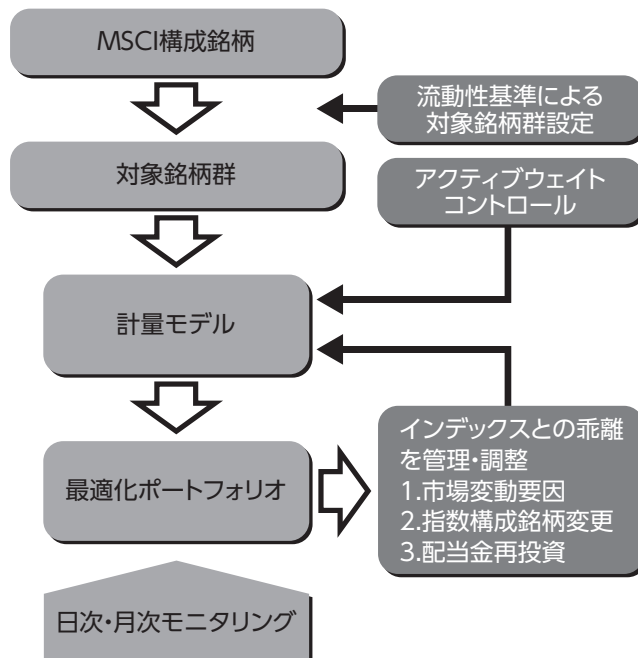 MSCI構成銘柄
流動性基準による
対象銘柄群設定
対象銘柄群
アクティブウェイト
コントロール
計量モデル
最適化ポートフォリオ
インデックスとの乖離
を管理・調整
1.市場変動要因
2.指数構成銘柄変更
3.配当金再投資
日次・月次モニタリング